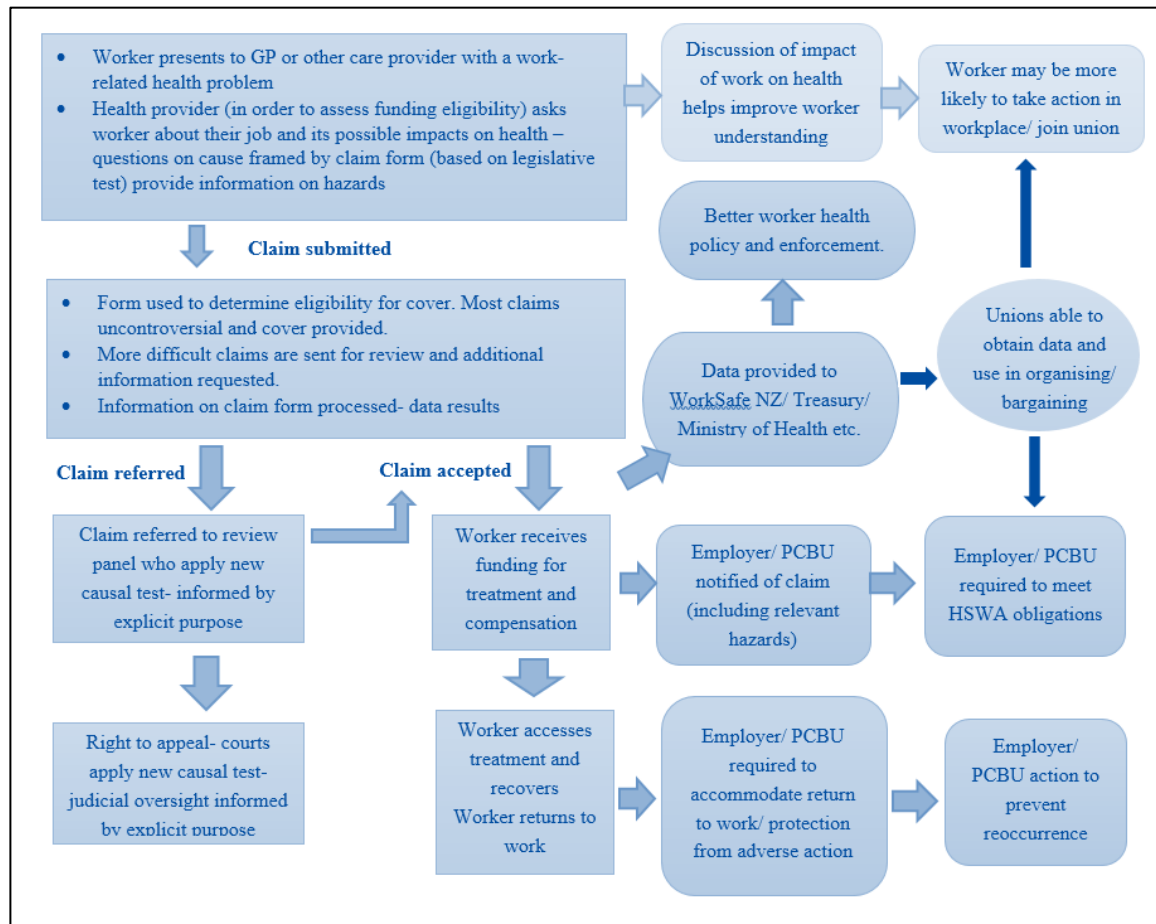 • Worker presents to GP or other care provider with a work-
related health problem
• Health provider (in order to assess funding eligibility) asks
worker about their job and its possible impacts on health –
questions on cause framed by claim form (based on legislative
test) provide information on hazards
Discussion of impact
of work on health
helps improve worker
understanding
Worker may be more
likely to take action in
workplace/ join union
Better worker health
policy and enforcement.
Claim submitted
• Form used to determine eligibility for cover. Most claims
uncontroversial and cover provided.
• More difficult claims are sent for review and additional
information requested.
• Information on claim form processed- data results
Data provided to
WorkSafe NZ/ Treasury/
Ministry of Health etc.
Unions able to
obtain data and
use in organising/
bargaining
Claim referred
Claim accepted
Claim referred to review
panel who apply new
causal test- informed by
explicit purpose
Worker receives
funding for
treatment and
compensation
Employer/ PCBU
notified of claim
(including relevant
hazards)
Employer/ PCBU
required to meet
HSWA obligations
Right to appeal- courts
apply new causal test-
judicial oversight informed
by explicit purpose
Worker accesses
treatment and
recovers
Worker returns to
work
Employer/ PCBU
required to
accommodate return
to work/ protection
from adverse action
Employer/
PCBU action to
prevent
reoccurrence